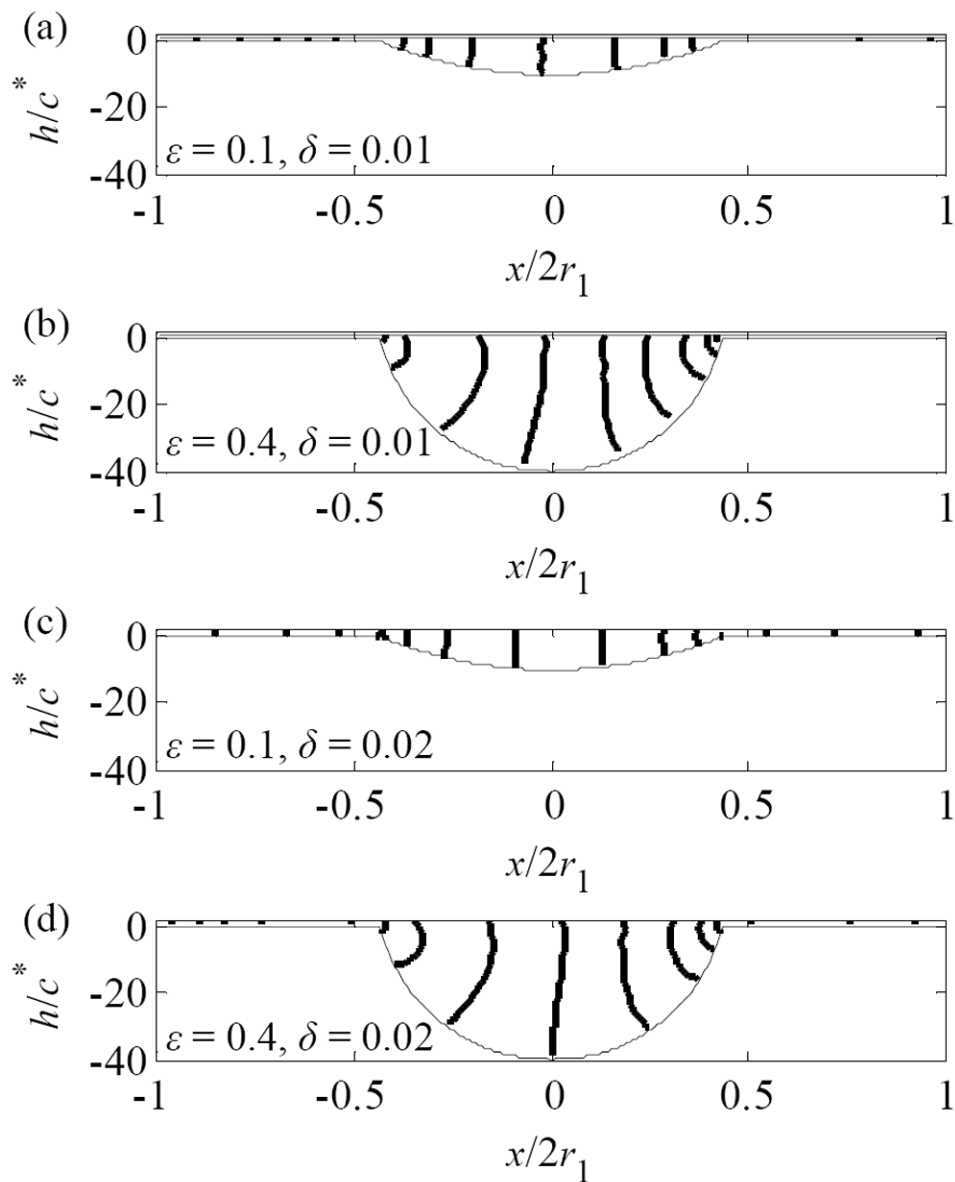 (a)
0
-20
-40
h/c*
ε = 0.1, δ = 0.01
-1 -0.5 0 0.5 1
x/2r₁
(b)
0
-20
-40
h/c*
ε = 0.4, δ = 0.01
-1 -0.5 0 0.5 1
x/2r₁
(c)
0
-20
-40
h/c*
ε = 0.1, δ = 0.02
-1 -0.5 0 0.5 1
x/2r₁
(d)
0
-20
-40
h/c*
ε = 0.4, δ = 0.02
-1 -0.5 0 0.5 1
x/2r₁